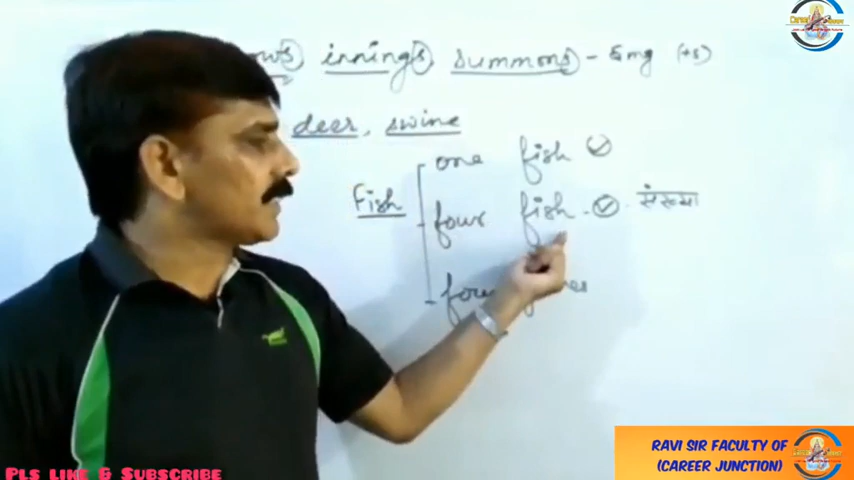 innings summons - sing (+s)
deer, swine
one fish
Fish four fish - संख्या
four
RAVI SIR FACULTY OF
(CAREER JUNCTION)
PLS LIKE & SUBSCRIBE